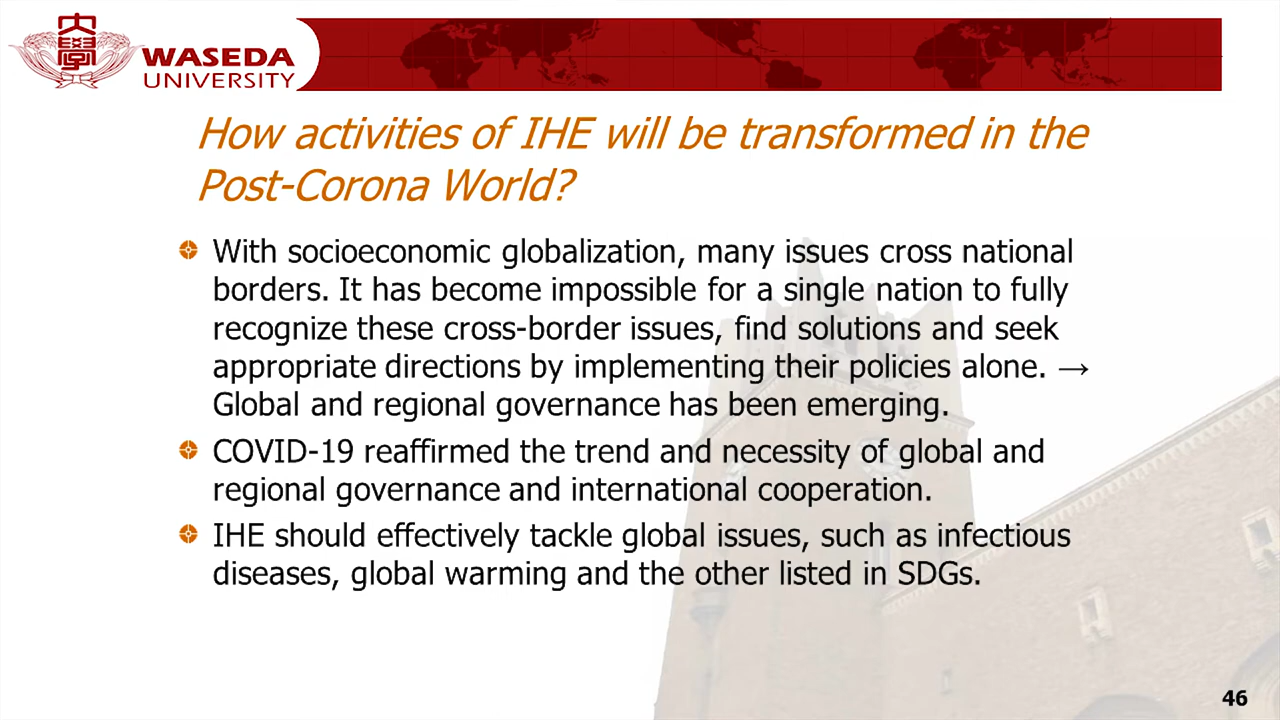 大學
WASEDA
UNIVERSITY
How activities of IHE will be transformed in the
Post-Corona World?
With socioeconomic globalization, many issues cross national
borders. It has become impossible for a single nation to fully
recognize these cross-border issues, find solutions and seek
appropriate directions by implementing their policies alone. →
Global and regional governance has been emerging.
COVID-19 reaffirmed the trend and necessity of global and
regional governance and international cooperation.
IHE should effectively tackle global issues, such as infectious
diseases, global warming and the other listed in SDGs.
46